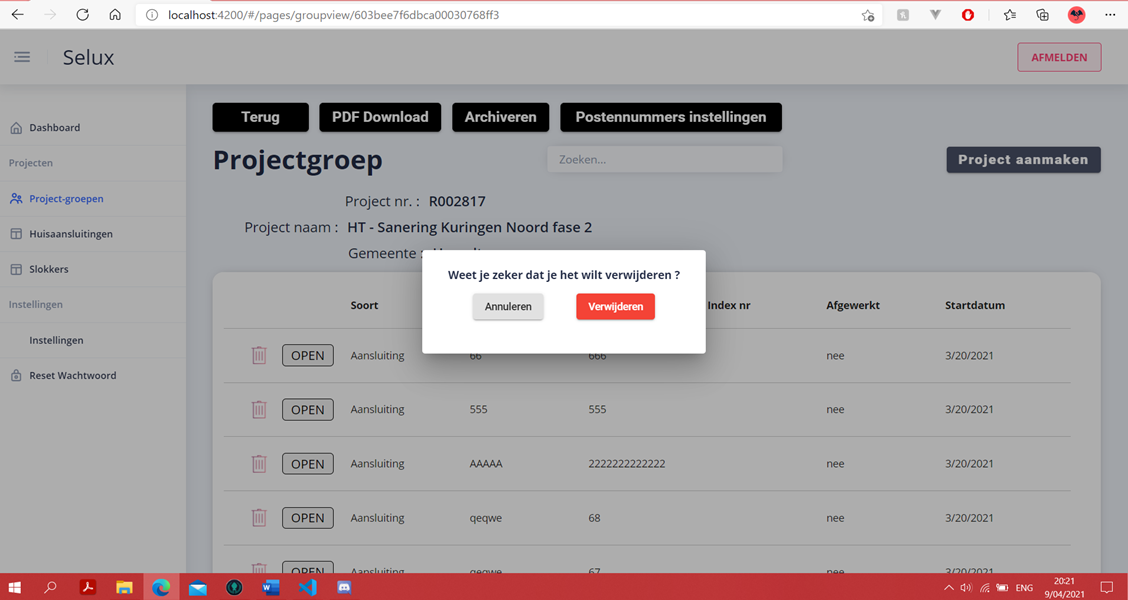 localhost:4200/#/pages/groupview/603bee7f6dbca00030768ff3
Selux
AFMELDEN
Dashboard
Projecten
Project-groepen
Huisaansluitingen
Slokkers
Instellingen
Instellingen
Reset Wachtwoord
Terug PDF Download Archiveren Postennummers instellingen
Projectgroep Zoeken... Project aanmaken
Project nr. : R002817
Project naam : HT - Sanering Kuringen Noord fase 2
Gemeente :
Weet je zeker dat je het wilt verwijderen ?
Annuleren Verwijderen
Soort Index nr Afgewerkt Startdatum
OPEN Aansluiting 66 666 nee 3/20/2021
OPEN Aansluiting 555 555 nee 3/20/2021
OPEN Aansluiting AAAAA 2222222222222 nee 3/20/2021
OPEN Aansluiting qeqwe 68 nee 3/20/2021
OPEN Aansluiting qeqwe 67 nee 3/20/2021
ENG 20:21
9/04/2021